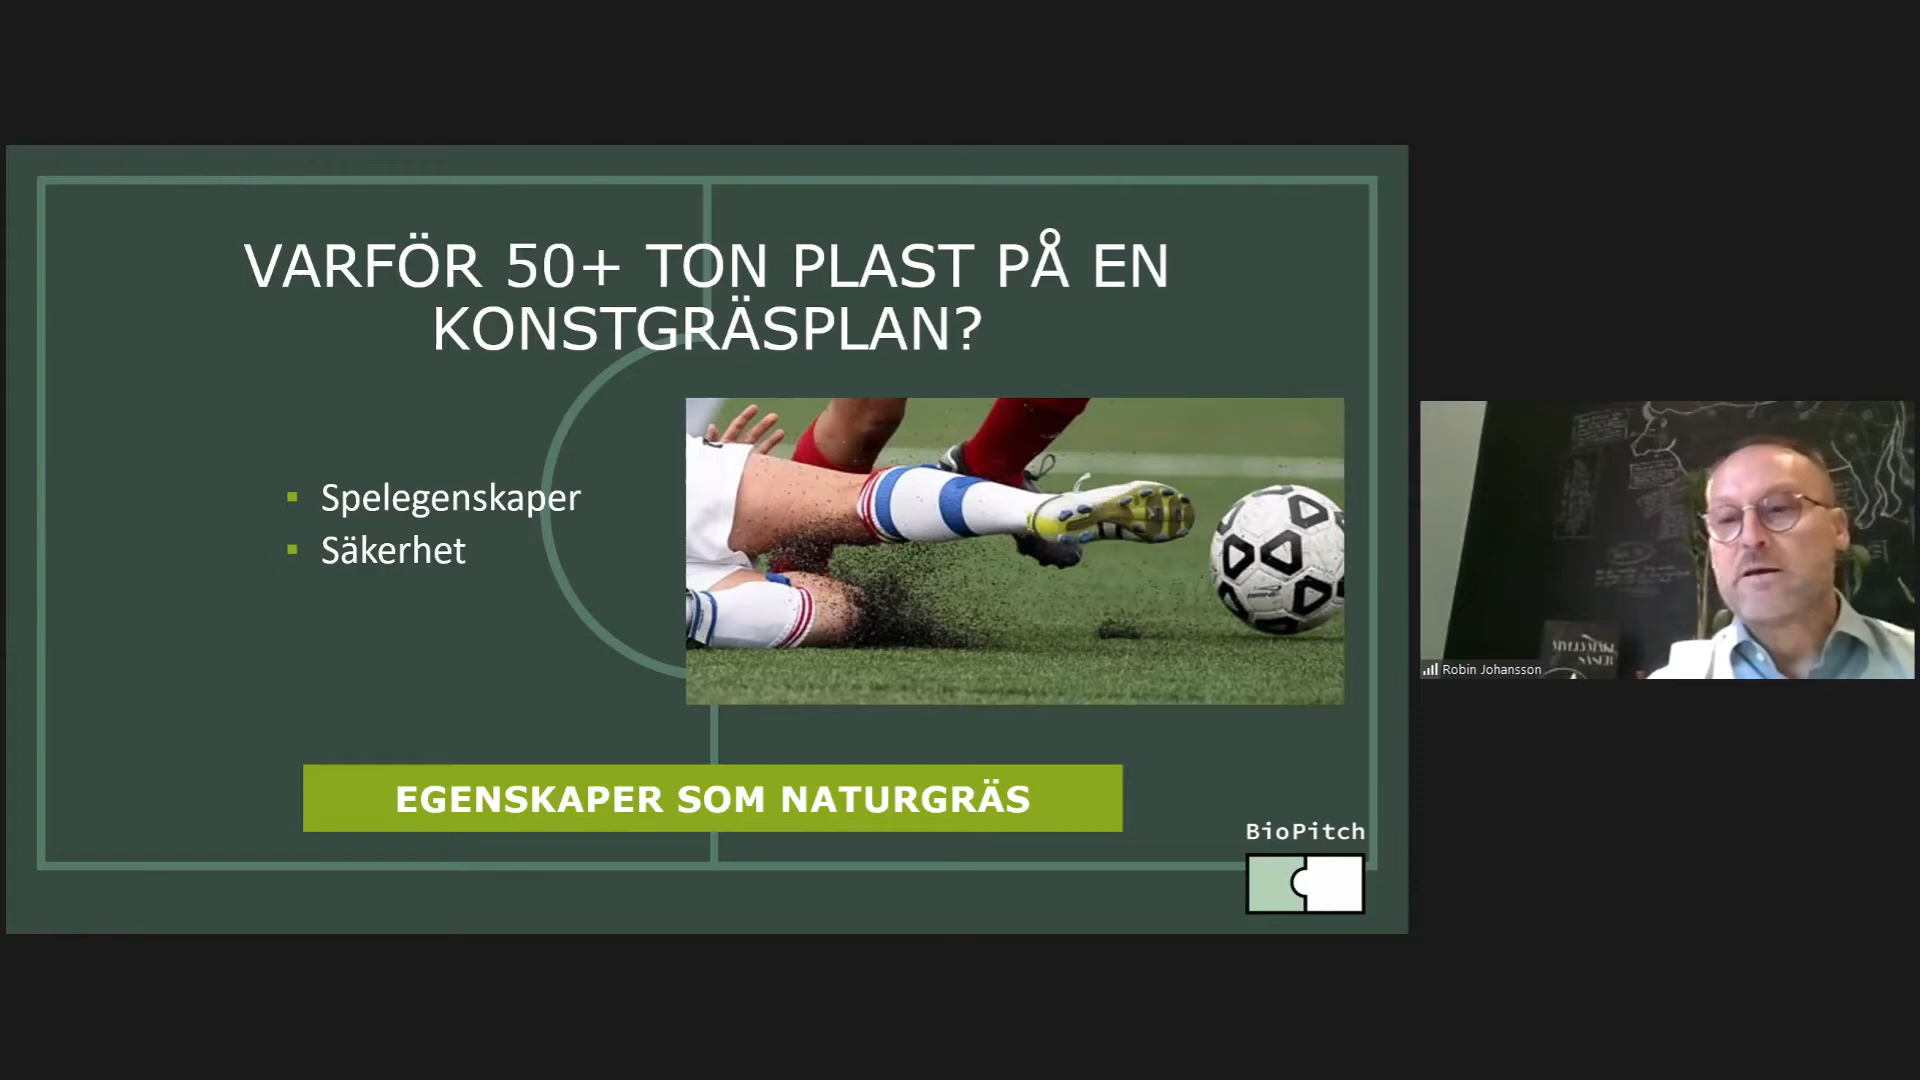 VARFÖR 50+ TON PLAST PÅ EN
KONSTGRÄSPLAN?
Spelegenskaper
Säkerhet
EGENSKAPER SOM NATURGRÄS
BioPitch
Robin Johansson